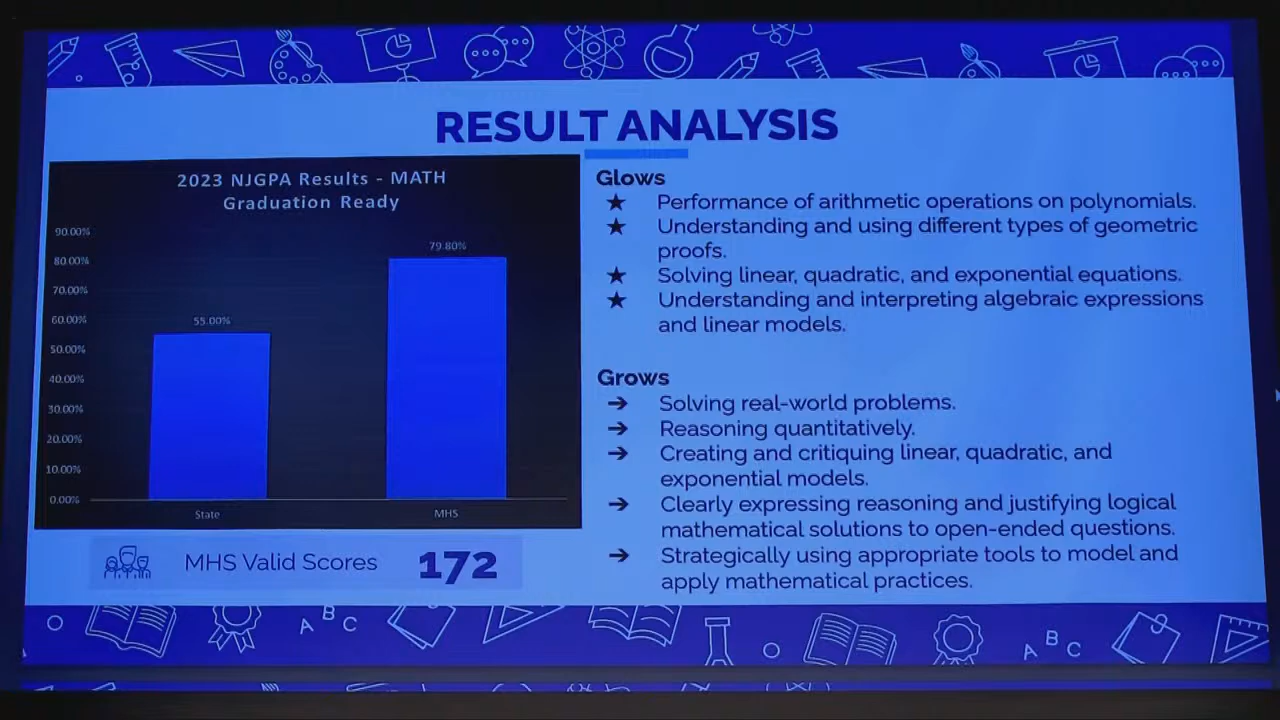 RESULT ANALYSIS
2023 NJGPA Results - MATH
Graduation Ready
90.00%
80.00%
70.00%
60.00%
50.00%
40.00%
30.00%
20.00%
10.00%
0.00%
55.00%
79.80%
State
MHS
MHS Valid Scores 172
Glows
★ Performance of arithmetic operations on polynomials.
★ Understanding and using different types of geometric
proofs.
★ Solving linear, quadratic, and exponential equations.
★ Understanding and interpreting algebraic expressions
and linear models.
Grows
→ Solving real-world problems.
→ Reasoning quantitatively.
→ Creating and critiquing linear, quadratic, and
exponential models.
→ Clearly expressing reasoning and justifying logical
mathematical solutions to open-ended questions.
→ Strategically using appropriate tools to model and
apply mathematical practices.
A B C
A B C